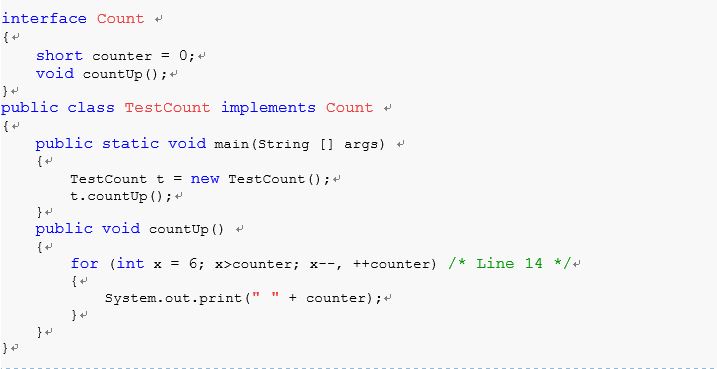 interface Count ↵
{↵
    short counter = 0;↵
    void countUp();↵
}↵
public class TestCount implements Count ↵
{↵
    public static void main(String [] args) ↵
    {↵
        TestCount t = new TestCount();↵
        t.countUp();↵
    }↵
    public void countUp() ↵
    {↵
        for (int x = 6; x>counter; x--, ++counter) /* Line 14 */↵
        {↵
            System.out.print(" " + counter);↵
        }↵
    }↵
}↵